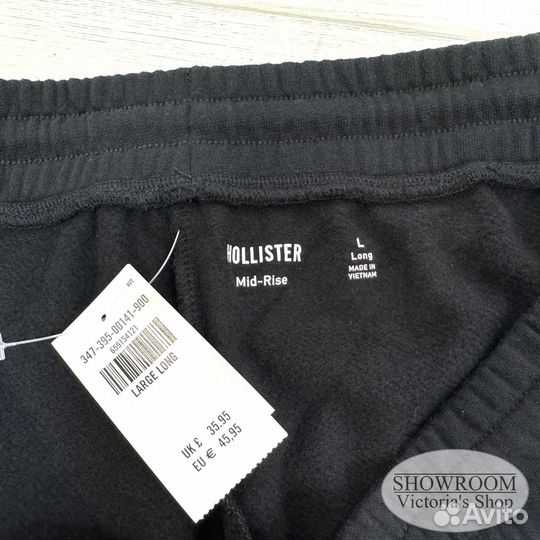 HOLLISTER
Mid-Rise
L
Long
MADE IN
VIETNAM
347-395-00141-900
659154121
LARGE LONG
UK £ 35.95
EU € 45,95
SHOWROOM
Victoria's Shop
Avito